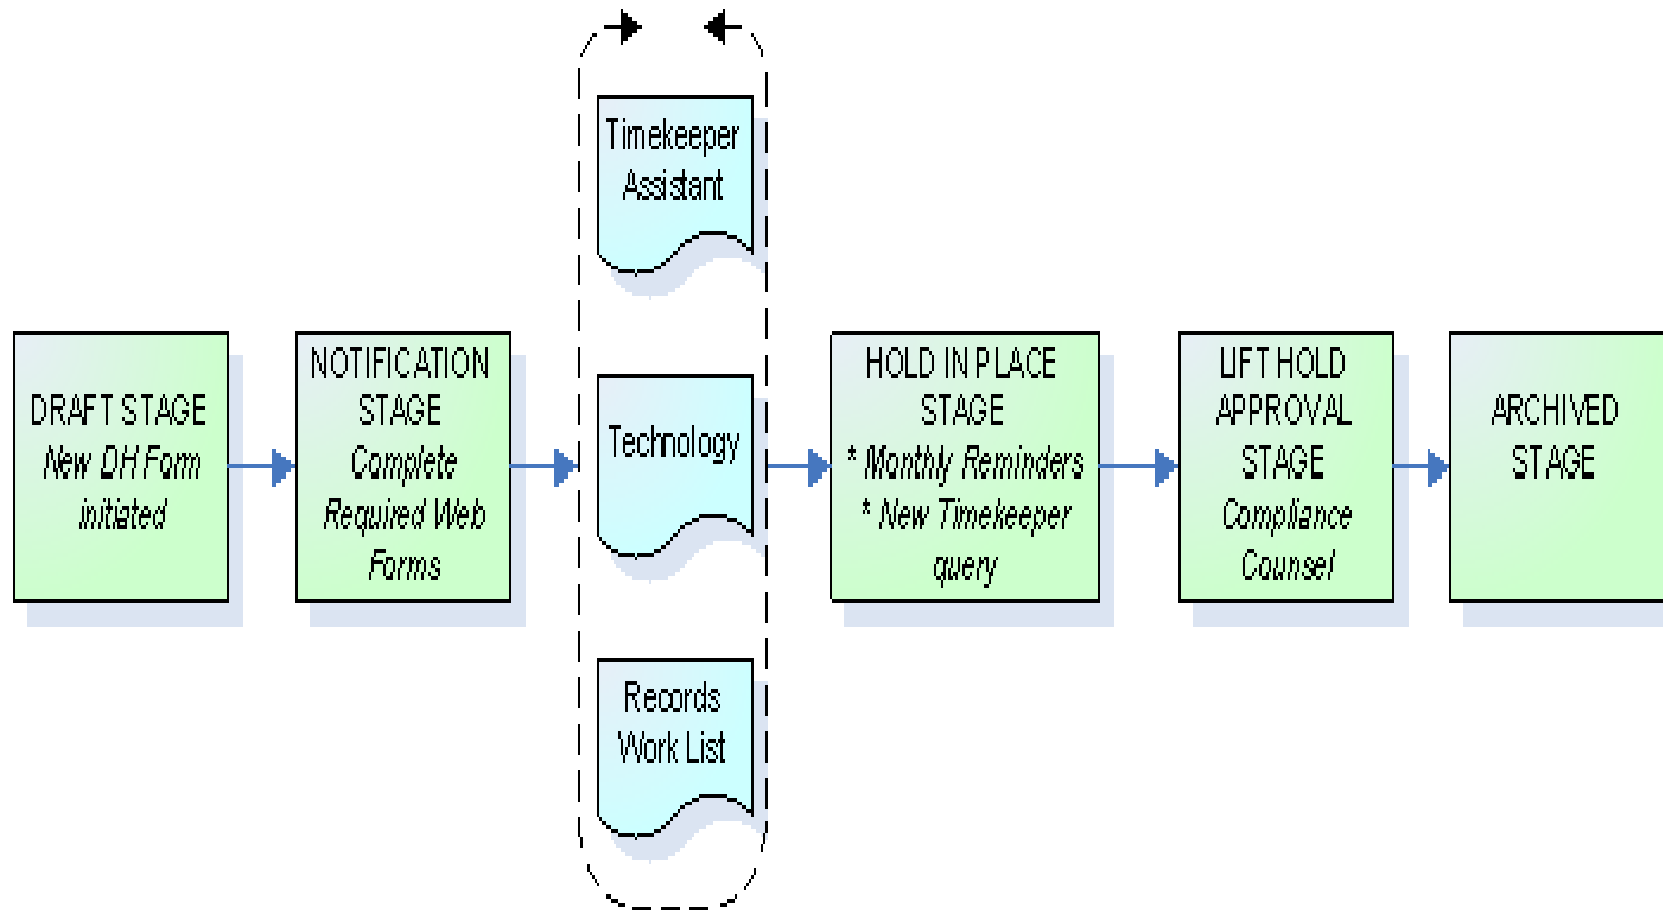 DRAFT STAGE
New DH Form
initiated
NOTIFICATION
STAGE
Complete
Required Web
Forms
Timekeeper
Assistant
Technology
Records
Work List
HOLD IN PLACE
STAGE
* Monthly Reminders
* New Timekeeper
query
LIFT HOLD
APPROVAL
STAGE
Compliance
Counsel
ARCHIVED
STAGE